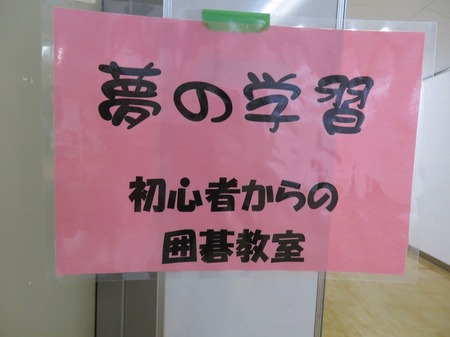 夢の学習
初心者からの
囲碁教室